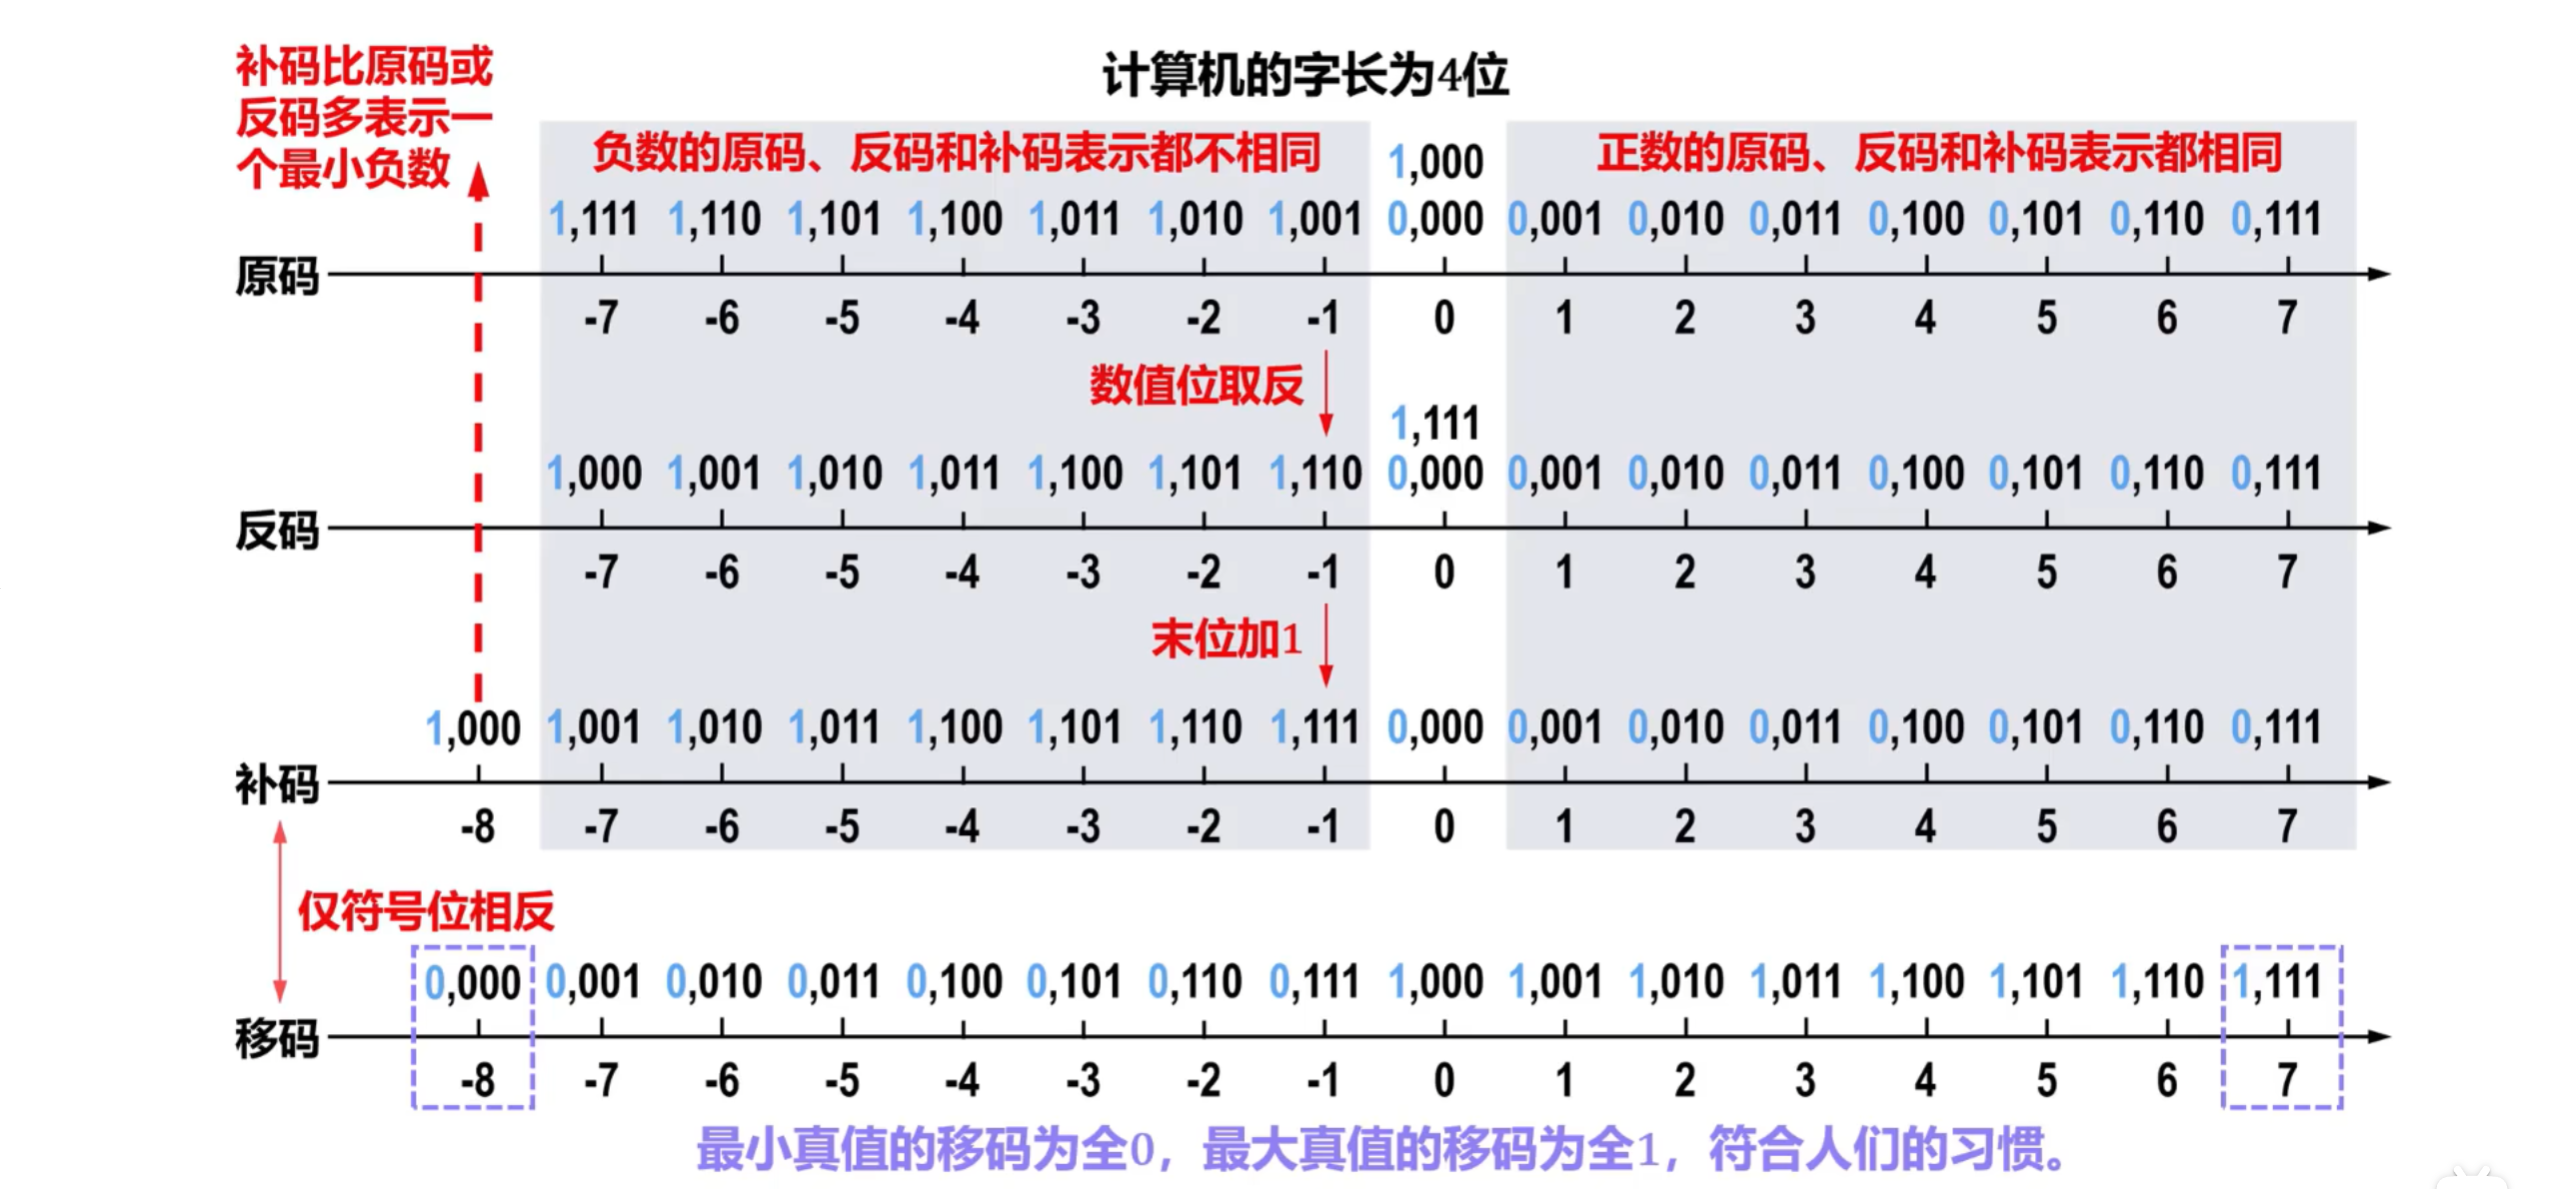 补码比原码或
反码多表示一
个最小负数
计算机的字长为4位
负数的原码、反码和补码表示都不相同
1,000
正数的原码、反码和补码表示都相同
1,111 1,110 1,101 1,100 1,011 1,010 1,001 0,000 0,001 0,010 0,011 0,100 0,101 0,110 0,111
原码
-7 -6 -5 -4 -3 -2 -1 0 1 2 3 4 5 6 7
数值位取反
1,111
1,000 1,001 1,010 1,011 1,100 1,101 1,110 0,000 0,001 0,010 0,011 0,100 0,101 0,110 0,111
反码
-7 -6 -5 -4 -3 -2 -1 0 1 2 3 4 5 6 7
末位加1
1,000 1,001 1,010 1,011 1,100 1,101 1,110 1,111 0,000 0,001 0,010 0,011 0,100 0,101 0,110 0,111
补码
-8 -7 -6 -5 -4 -3 -2 -1 0 1 2 3 4 5 6 7
仅符号位相反
0,000 0,001 0,010 0,011 0,100 0,101 0,110 0,111 1,000 1,001 1,010 1,011 1,100 1,101 1,110 1,111
移码
-8 -7 -6 -5 -4 -3 -2 -1 0 1 2 3 4 5 6 7
最小真值的移码为全0，最大真值的移码为全1，符合人们的习惯。